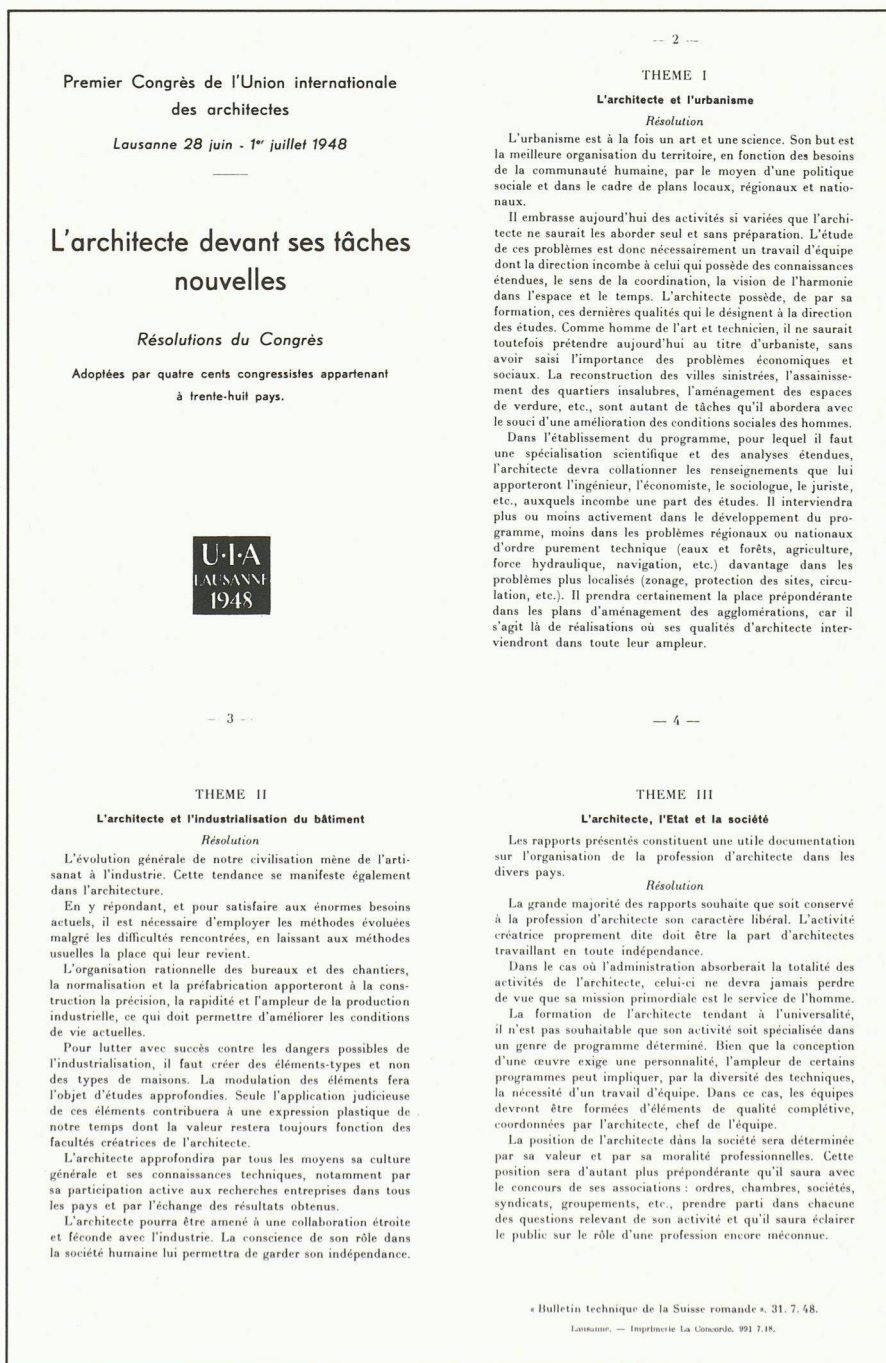 Premier Congrès de l'Union internationale
des architectes
Lausanne 28 juin - 1er juillet 1948
L'architecte devant ses tâches
nouvelles
Résolutions du Congrès
Adoptées par quatre cents congressistes appartenant
à trente-huit pays.
U·I·A
LAUSANNE
1948
— 2 —
THEME I
L'architecte et l'urbanisme
Résolution
L'urbanisme est à la fois un art et une science. Son but est
la meilleure organisation du territoire, en fonction des besoins
de la communauté humaine, par le moyen d'une politique
sociale et dans le cadre de plans locaux, régionaux et natio-
naux.
Il embrasse aujourd'hui des activités si variées que l'archi-
tecte ne saurait les aborder seul et sans préparation. L'étude
de ces problèmes est donc nécessairement un travail d'équipe
dont la direction incombe à celui qui possède des connaissances
étendues, le sens de la coordination, la vision de l'harmonie
dans l'espace et le temps. L'architecte possède, de par sa
formation, ces dernières qualités qui le désignent à la direction
des études. Comme homme de l'art et technicien, il ne saurait
toutefois prétendre aujourd'hui au titre d'urbaniste, sans
avoir saisi l'importance des problèmes économiques et
sociaux. La reconstruction des villes sinistrées, l'assainisse-
ment des quartiers insalubres, l'aménagement des espaces
de verdure, etc., sont autant de tâches qu'il abordera avec
le souci d'une amélioration des conditions sociales des hommes.
Dans l'établissement du programme, pour lequel il faut
une spécialisation scientifique et des analyses étendues,
l'architecte devra collationner les renseignements que lui
apporteront l'ingénieur, l'économiste, le sociologue, le juriste,
etc., auxquels incombe une part des études. Il interviendra
plus ou moins activement dans le développement du pro-
gramme, moins dans les problèmes régionaux ou nationaux
d'ordre purement technique (eaux et forêts, agriculture,
force hydraulique, navigation, etc.) davantage dans les
problèmes plus localisés (zonage, protection des sites, circu-
lation, etc.). Il prendra certainement la place prépondérante
dans les plans d'aménagement des agglomérations, car il
s'agit là de réalisations où ses qualités d'architecte inter-
viendront dans toute leur ampleur.
— 3 —
THEME II
L'architecte et l'industrialisation du bâtiment
Résolution
L'évolution générale de notre civilisation mène de l'arti-
sanat à l'industrie. Cette tendance se manifeste également
dans l'architecture.
En y répondant, et pour satisfaire aux énormes besoins
actuels, il est nécessaire d'employer les méthodes évoluées
malgré les difficultés rencontrées, en laissant aux méthodes
usuelles la place qui leur revient.
L'organisation rationnelle des bureaux et des chantiers,
la normalisation et la préfabrication apporteront à la cons-
truction la précision, la rapidité et l'ampleur de la production
industrielle, ce qui doit permettre d'améliorer les conditions
de vie actuelles.
Pour lutter avec succès contre les dangers possibles de
l'industrialisation, il faut créer des éléments-types et non
des types de maisons. La modulation des éléments fera
l'objet d'études approfondies. Seule l'application judicieuse
de ces éléments contribuera à une expression plastique de
notre temps dont la valeur restera toujours fonction des
facultés créatrices de l'architecte.
L'architecte approfondira par tous les moyens sa culture
générale et ses connaissances techniques, notamment par
sa participation active aux recherches entreprises dans tous
les pays et par l'échange des résultats obtenus.
L'architecte pourra être amené à une collaboration étroite
et féconde avec l'industrie. La conscience de son rôle dans
la société humaine lui permettra de garder son indépendance.
— 4 —
THEME III
L'architecte, l'Etat et la société
Les rapports présentés constituent une utile documentation
sur l'organisation de la profession d'architecte dans les
divers pays.
Résolution
La grande majorité des rapports souhaite que soit conservé
à la profession d'architecte son caractère libéral. L'activité
créatrice proprement dite doit être la part d'architectes
travaillant en toute indépendance.
Dans le cas où l'administration absorberait la totalité des
activités de l'architecte, celui-ci ne devra jamais perdre
de vue que sa mission primordiale est le service de l'homme.
La formation de l'architecte tendant à l'universalité,
il n'est pas souhaitable que son activité soit spécialisée dans
un genre de programme déterminé. Bien que la conception
d'une œuvre exige une personnalité, l'ampleur de certains
programmes peut impliquer, par la diversité des techniques,
la nécessité d'un travail d'équipe. Dans ce cas, les équipes
devront être formées d'éléments de qualité complétive,
coordonnées par l'architecte, chef de l'équipe.
La position de l'architecte dans la société sera déterminée
par sa valeur et par sa moralité professionnelles. Cette
position sera d'autant plus prépondérante qu'il saura avec
le concours de ses associations : ordres, chambres, sociétés,
syndicats, groupements, etc., prendre parti dans chacune
des questions relevant de son activité et qu'il saura éclairer
le public sur le rôle d'une profession encore méconnue.
« Bulletin technique de la Suisse romande ». 31. 7. 48.
Lausanne. — Imprimerie La Concorde. 991 7.48.